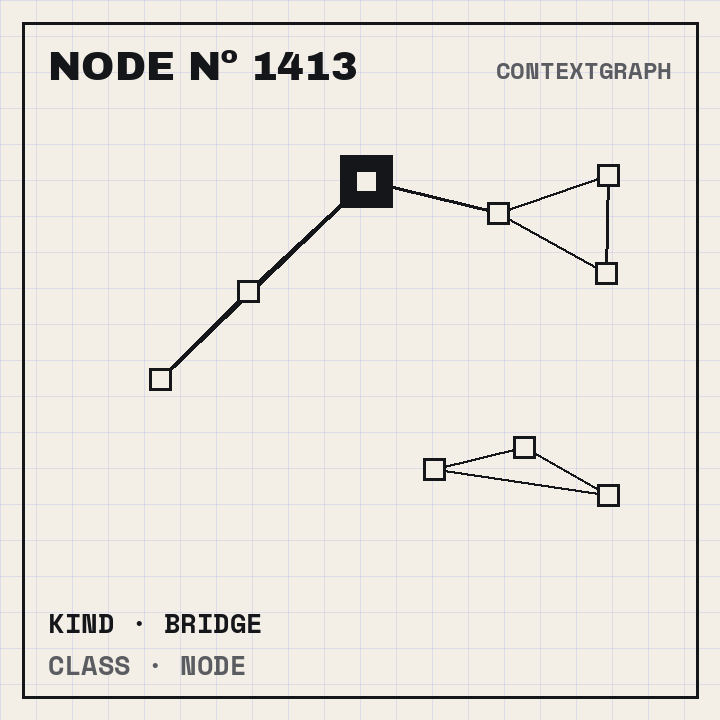 NODE Nº 1413
CONTEXTGRAPH
KIND · BRIDGE
CLASS · NODE